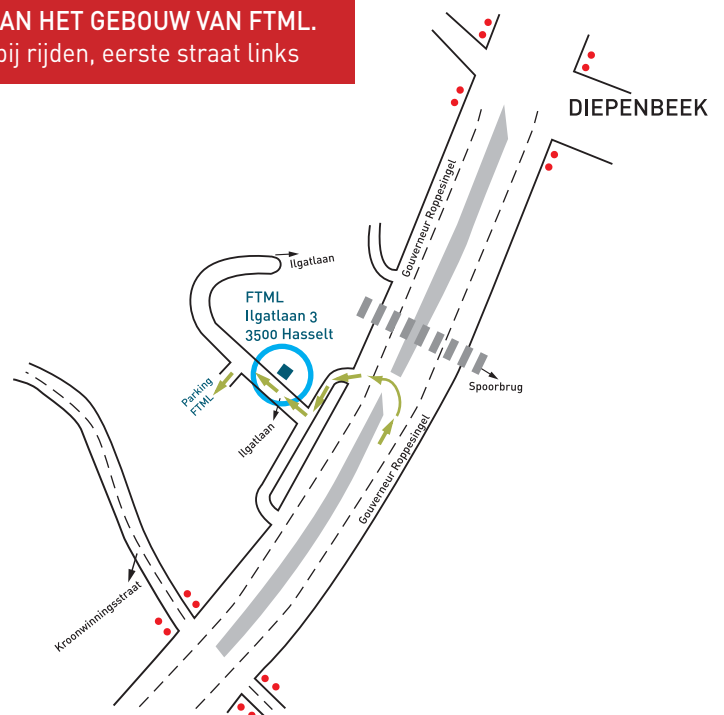 AN HET GEBOUW VAN FTML.
bij rijden, eerste straat links
DIEPENBEEK
Gouverneur Roppesingel
Ilgatlaan
FTML
Ilgatlaan 3
3500 Hasselt
Parking
FTML
Spoorbrug
Ilgatlaan
Gouverneur Roppesingel
Kroonwinningsstraat